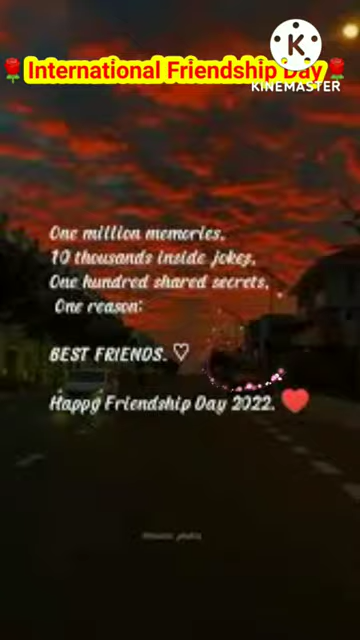 🌹International Friendship Day🌹
K
KINEMASTER
One million memories,
10 thousands inside jokes,
One hundred shared secrets,
One reason:
BEST FRIENDS. ♡
Happy Friendship Day 2022. ❤